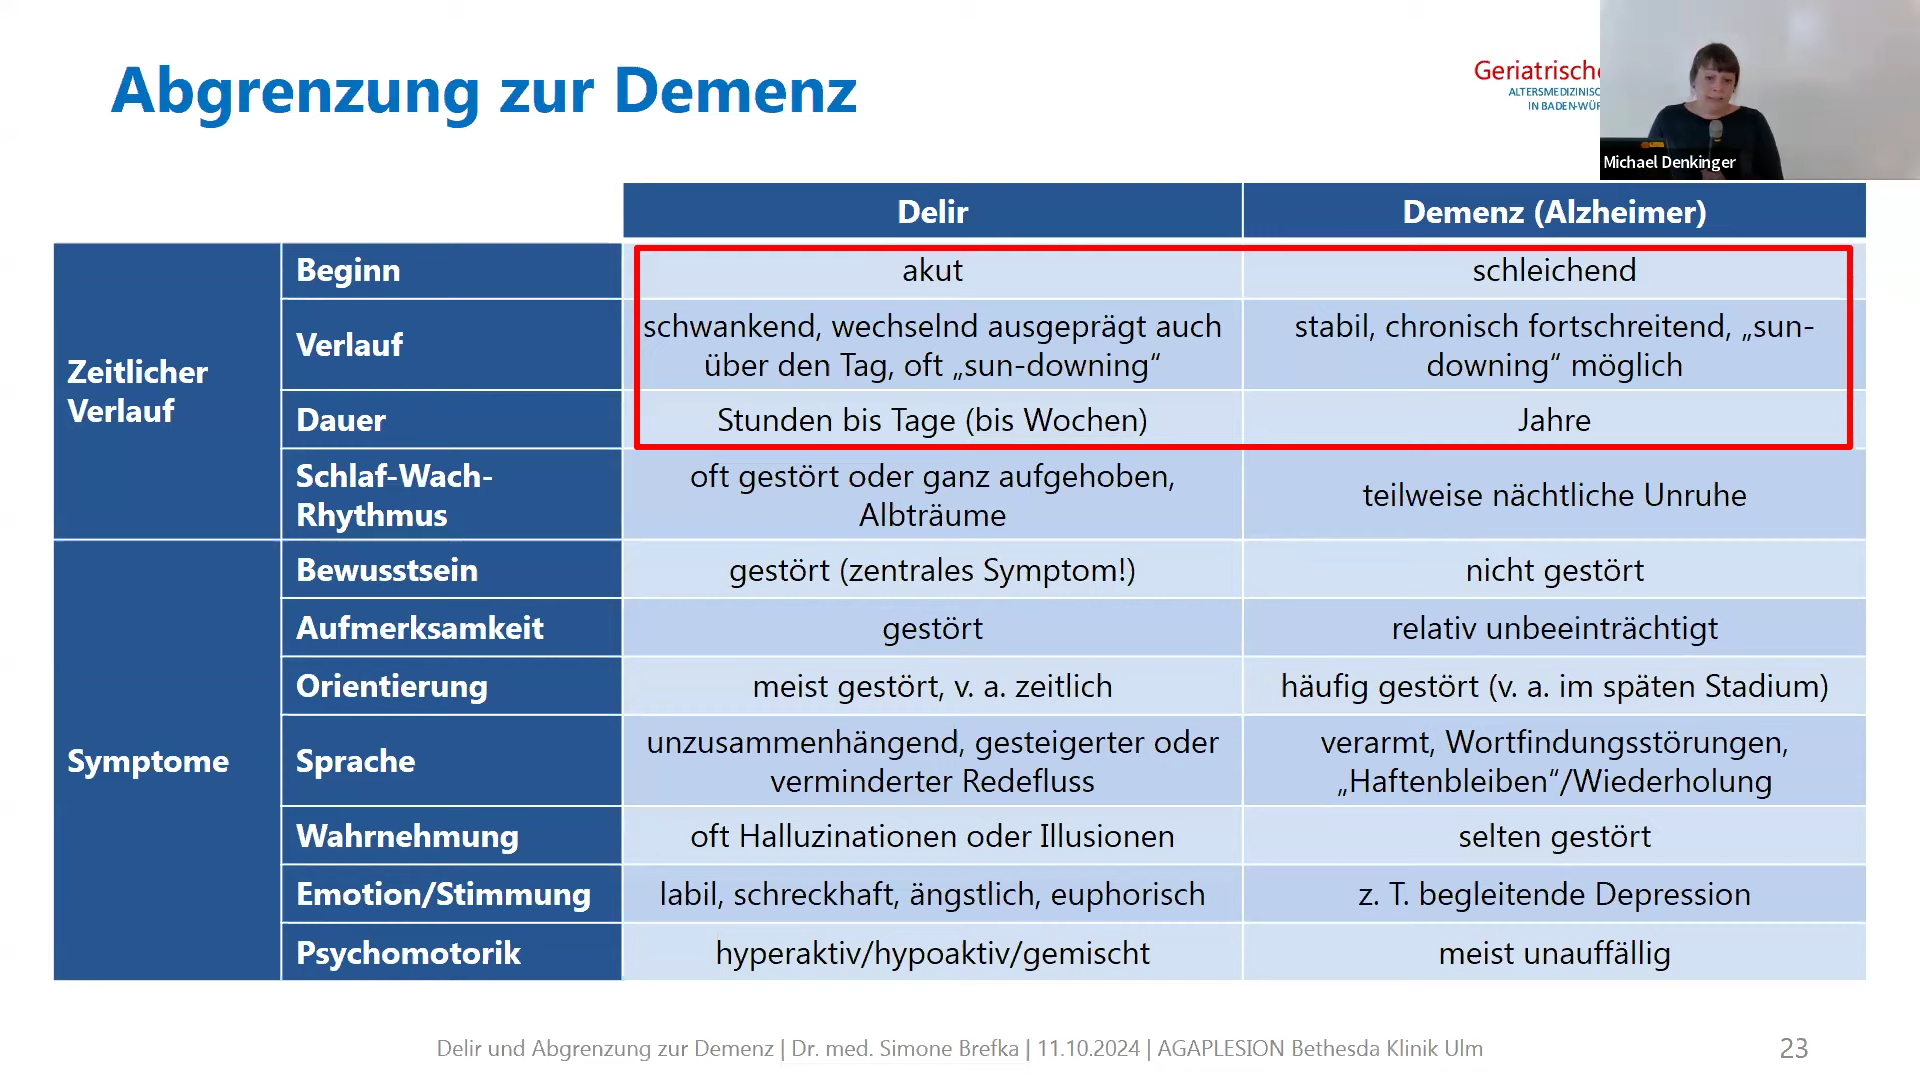 Abgrenzung zur Demenz
Geriatrische
ALTERSMEDIZINISC
IN BADEN-WÜR
Michael Denkinger
Delir
Demenz (Alzheimer)
Zeitlicher
Verlauf
Beginn
akut
schleichend
Verlauf
schwankend, wechselnd ausgeprägt auch
über den Tag, oft „sun-downing“
stabil, chronisch fortschreitend, „sun-
downing“ möglich
Dauer
Stunden bis Tage (bis Wochen)
Jahre
Schlaf-Wach-
Rhythmus
oft gestört oder ganz aufgehoben,
Albträume
teilweise nächtliche Unruhe
Symptome
Bewusstsein
gestört (zentrales Symptom!)
nicht gestört
Aufmerksamkeit
gestört
relativ unbeeinträchtigt
Orientierung
meist gestört, v. a. zeitlich
häufig gestört (v. a. im späten Stadium)
Sprache
unzusammenhängend, gesteigerter oder
verminderter Redefluss
verarmt, Wortfindungsstörungen,
„Haftenbleiben“/Wiederholung
Wahrnehmung
oft Halluzinationen oder Illusionen
selten gestört
Emotion/Stimmung
labil, schreckhaft, ängstlich, euphorisch
z. T. begleitende Depression
Psychomotorik
hyperaktiv/hypoaktiv/gemischt
meist unauffällig
Delir und Abgrenzung zur Demenz | Dr. med. Simone Brefka | 11.10.2024 | AGAPLESION Bethesda Klinik Ulm
23